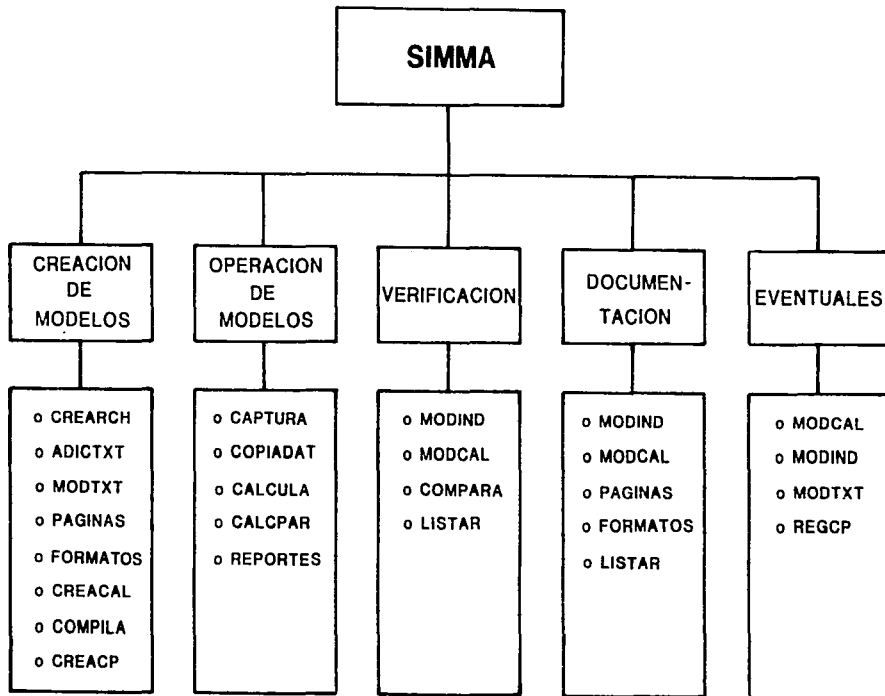 SIMMA
CREACION
DE
MODELOS
OPERACION
DE
MODELOS
VERIFICACION
DOCUMEN-
TACION
EVENTUALES
o CREARCH
o ADICTXT
o MODTXT
o PAGINAS
o FORMATOS
o CREACAL
o COMPILA
o CREACP
o CAPTURA
o COPIADAT
o CALCULA
o CALCPAR
o REPORTES
o MODIND
o MODCAL
o COMPARA
o LISTAR
o MODIND
o MODCAL
o PAGINAS
o FORMATOS
o LISTAR
o MODCAL
o MODIND
o MODTXT
o REGCP